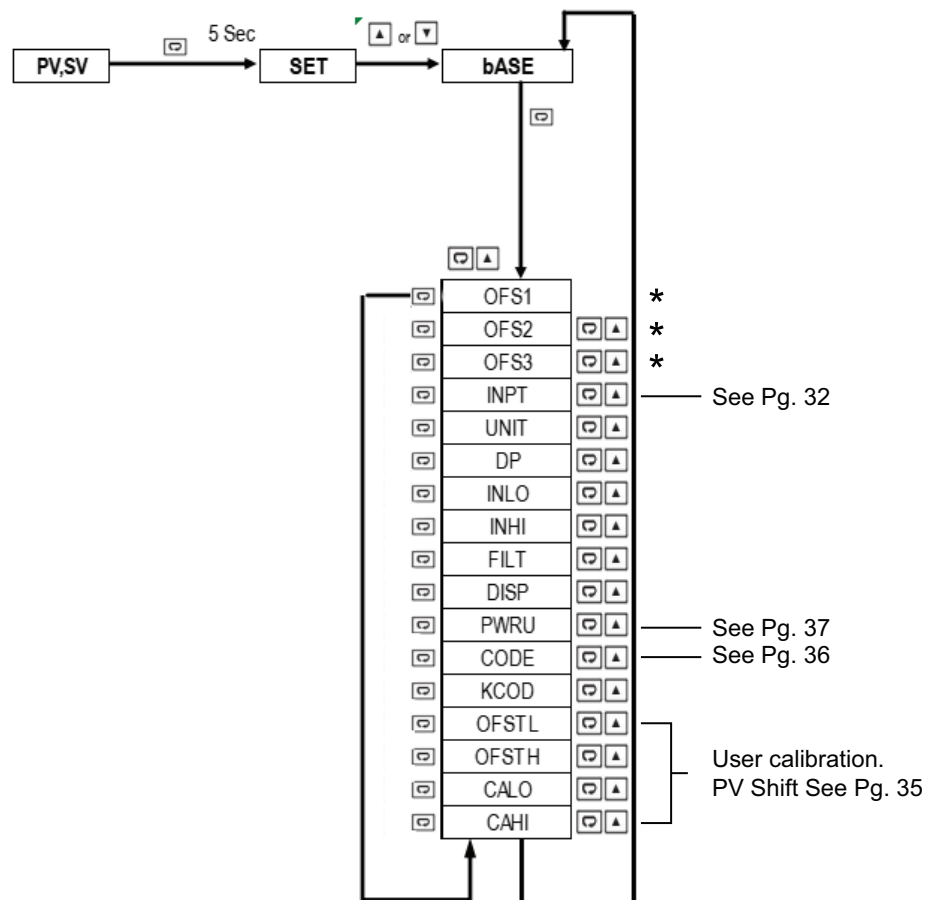 5 Sec
or
PV,SV
SET
bASE
OFS1 *
OFS2 *
OFS3 *
INPT See Pg. 32
UNIT
DP
INLO
INHI
FILT
DISP
PWRU See Pg. 37
CODE See Pg. 36
KCOD
OFSTL
OFSTH User calibration.
CALO PV Shift See Pg. 35
CAHI